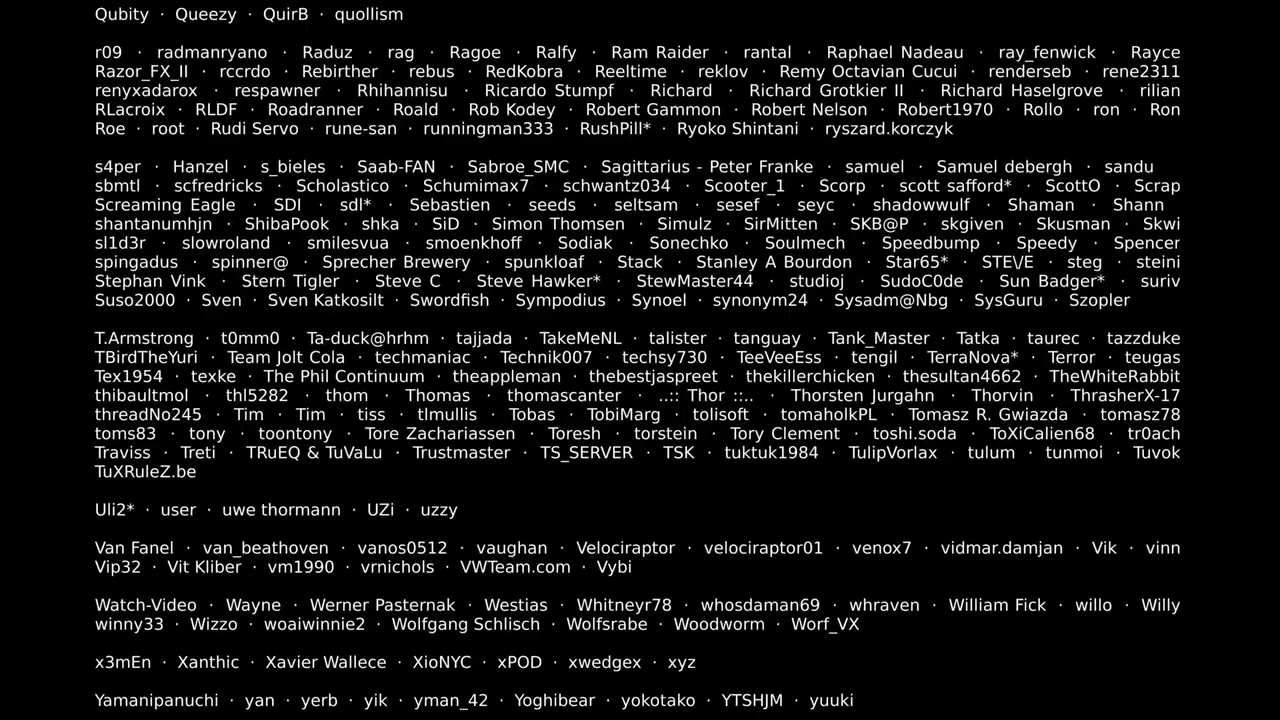 Qubity · Queezy · QuirB · quollism
r09 · radmanryano · Raduz · rag · Ragoe · Ralfy · Ram Raider · rantal · Raphael Nadeau · ray_fenwick · Rayce
Razor_FX_II · rccrdo · Rebirther · rebus · RedKobra · Reeltime · reklov · Remy Octavian Cucui · renderseb · rene2311
renyxadarox · respawner · Rhihannisu · Ricardo Stumpf · Richard · Richard Grotkier II · Richard Haselgrove · rilian
RLacroix · RLDF · Roadranner · Roald · Rob Kodey · Robert Gammon · Robert Nelson · Robert1970 · Rollo · ron · Ron
Roe · root · Rudi Servo · rune-san · runningman333 · RushPill* · Ryoko Shintani · ryszard.korczyk
s4per · Hanzel · s_bieles · Saab-FAN · Sabroe_SMC · Sagittarius - Peter Franke · samuel · Samuel debergh · sandu
sbmtl · scfredricks · Scholastico · Schumimax7 · schwantz034 · Scooter_1 · Scorp · scott safford* · ScottO · Scrap
Screaming Eagle · SDI · sdl* · Sebastien · seeds · seltsam · sesef · seyc · shadowwulf · Shaman · Shann
shantanumhjn · ShibaPook · shka · SiD · Simon Thomsen · Simulz · SirMitten · SKB@P · skgiven · Skusman · Skwi
sl1d3r · slowroland · smilesvua · smoenkhoff · Sodiak · Sonechko · Soulmech · Speedbump · Speedy · Spencer
spingadus · spinner@ · Sprecher Brewery · spunkloaf · Stack · Stanley A Bourdon · Star65* · STE\/E · steg · steini
Stephan Vink · Stern Tigler · Steve C · Steve Hawker* · StewMaster44 · studioj · SudoC0de · Sun Badger* · suriv
Suso2000 · Sven · Sven Katkosilt · Swordfish · Sympodius · Synoel · synonym24 · Sysadm@Nbg · SysGuru · Szopler
T.Armstrong · t0mm0 · Ta-duck@hrhm · tajjada · TakeMeNL · talister · tanguay · Tank_Master · Tatka · taurec · tazzduke
TBirdTheYuri · Team Jolt Cola · techmaniac · Technik007 · techsy730 · TeeVeeEss · tengil · TerraNova* · Terror · teugas
Tex1954 · texke · The Phil Continuum · theappleman · thebestjaspreet · thekillerchicken · thesultan4662 · TheWhiteRabbit
thibaultmol · thl5282 · thom · Thomas · thomascanter · ..:: Thor ::.. · Thorsten Jurgahn · Thorvin · ThrasherX-17
threadNo245 · Tim · Tim · tiss · tlmullis · Tobas · TobiMarg · tolisoft · tomaholkPL · Tomasz R. Gwiazda · tomasz78
toms83 · tony · toontony · Tore Zachariassen · Toresh · torstein · Tory Clement · toshi.soda · ToXiCalien68 · tr0ach
Traviss · Treti · TRuEQ & TuVaLu · Trustmaster · TS_SERVER · TSK · tuktuk1984 · TulipVorlax · tulum · tunmoi · Tuvok
TuXRuleZ.be
Uli2* · user · uwe thormann · UZi · uzzy
Van Fanel · van_beathoven · vanos0512 · vaughan · Velociraptor · velociraptor01 · venox7 · vidmar.damjan · Vik · vinn
Vip32 · Vit Kliber · vm1990 · vrnichols · VWTeam.com · Vybi
Watch-Video · Wayne · Werner Pasternak · Westias · Whitneyr78 · whosdaman69 · whraven · William Fick · willo · Willy
winny33 · Wizzo · woaiwinnie2 · Wolfgang Schlisch · Wolfsrabe · Woodworm · Worf_VX
x3mEn · Xanthic · Xavier Wallece · XioNYC · xPOD · xwedgex · xyz
Yamanipanuchi · yan · yerb · yik · yman_42 · Yoghibear · yokotako · YTSHJM · yuuki